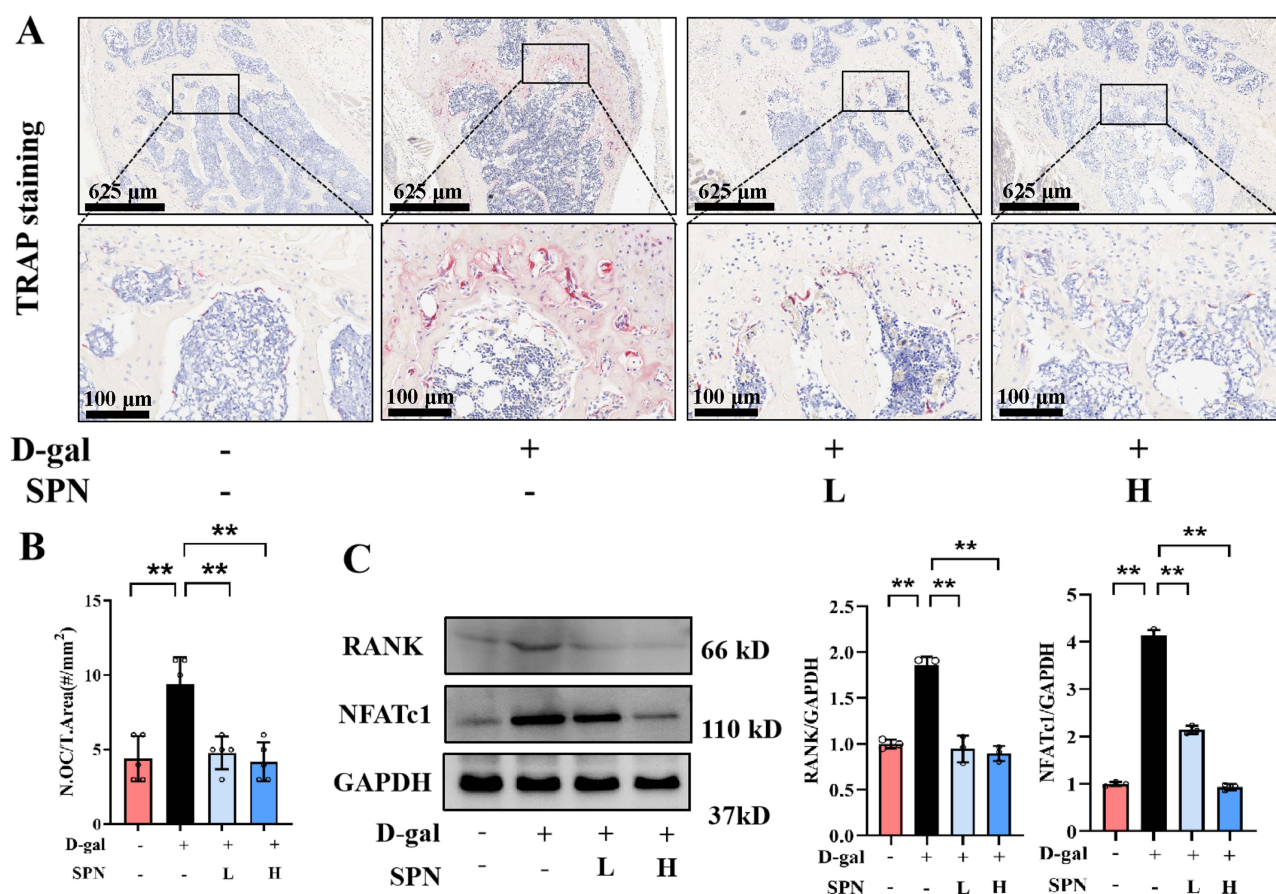 A
TRAP staining
625 μm
625 μm
625 μm
625 μm
100 μm
100 μm
100 μm
100 μm
D-gal - + + +
SPN - - L H
B
**
** **
N.OC/T.Area(#/mm²)
15
10
5
0
D-gal - + + +
SPN - - L H
C
RANK 66 kD
NFATc1 110 kD
GAPDH 37kD
D-gal - + + +
SPN - - L H
**
** **
RANK/GAPDH
2.5
2.0
1.5
1.0
0.5
0.0
D-gal - + + +
SPN - - L H
**
** **
NFATc1/GAPDH
5
4
3
2
1
0
D-gal - + + +
SPN - - L H